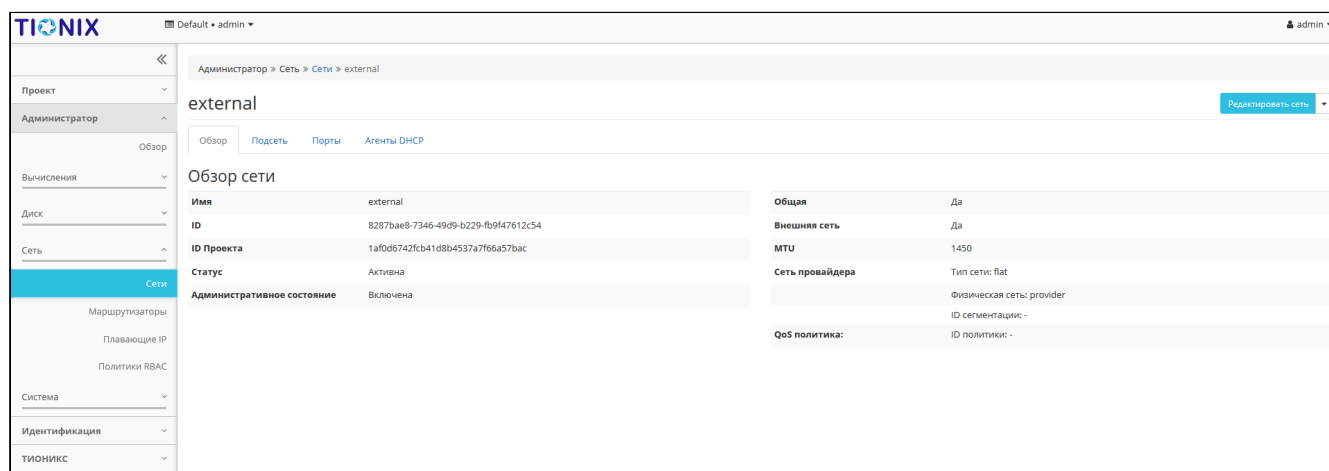 TIONIX
Default • admin
admin
Администратор » Сеть » Сети » external
Проект
Администратор
Обзор
Вычисления
Диск
Сеть
Сети
Маршрутизаторы
Плавающие IP
Политики RBAC
Система
Идентификация
ТИОНИКС
external
Редактировать сеть
Обзор Подсеть Порты Агенты DHCP
Обзор сети
Имя external
ID 8287bae8-7346-49d9-b229-fb9f47612c54
ID Проекта 1af0d6742fcb41d8b4537a7f66a57bac
Статус Активна
Административное состояние Включена
Общая Да
Внешняя сеть Да
MTU 1450
Сеть провайдера Тип сети: flat
Физическая сеть: provider
ID сегментации: -
QoS политика: ID политики: -